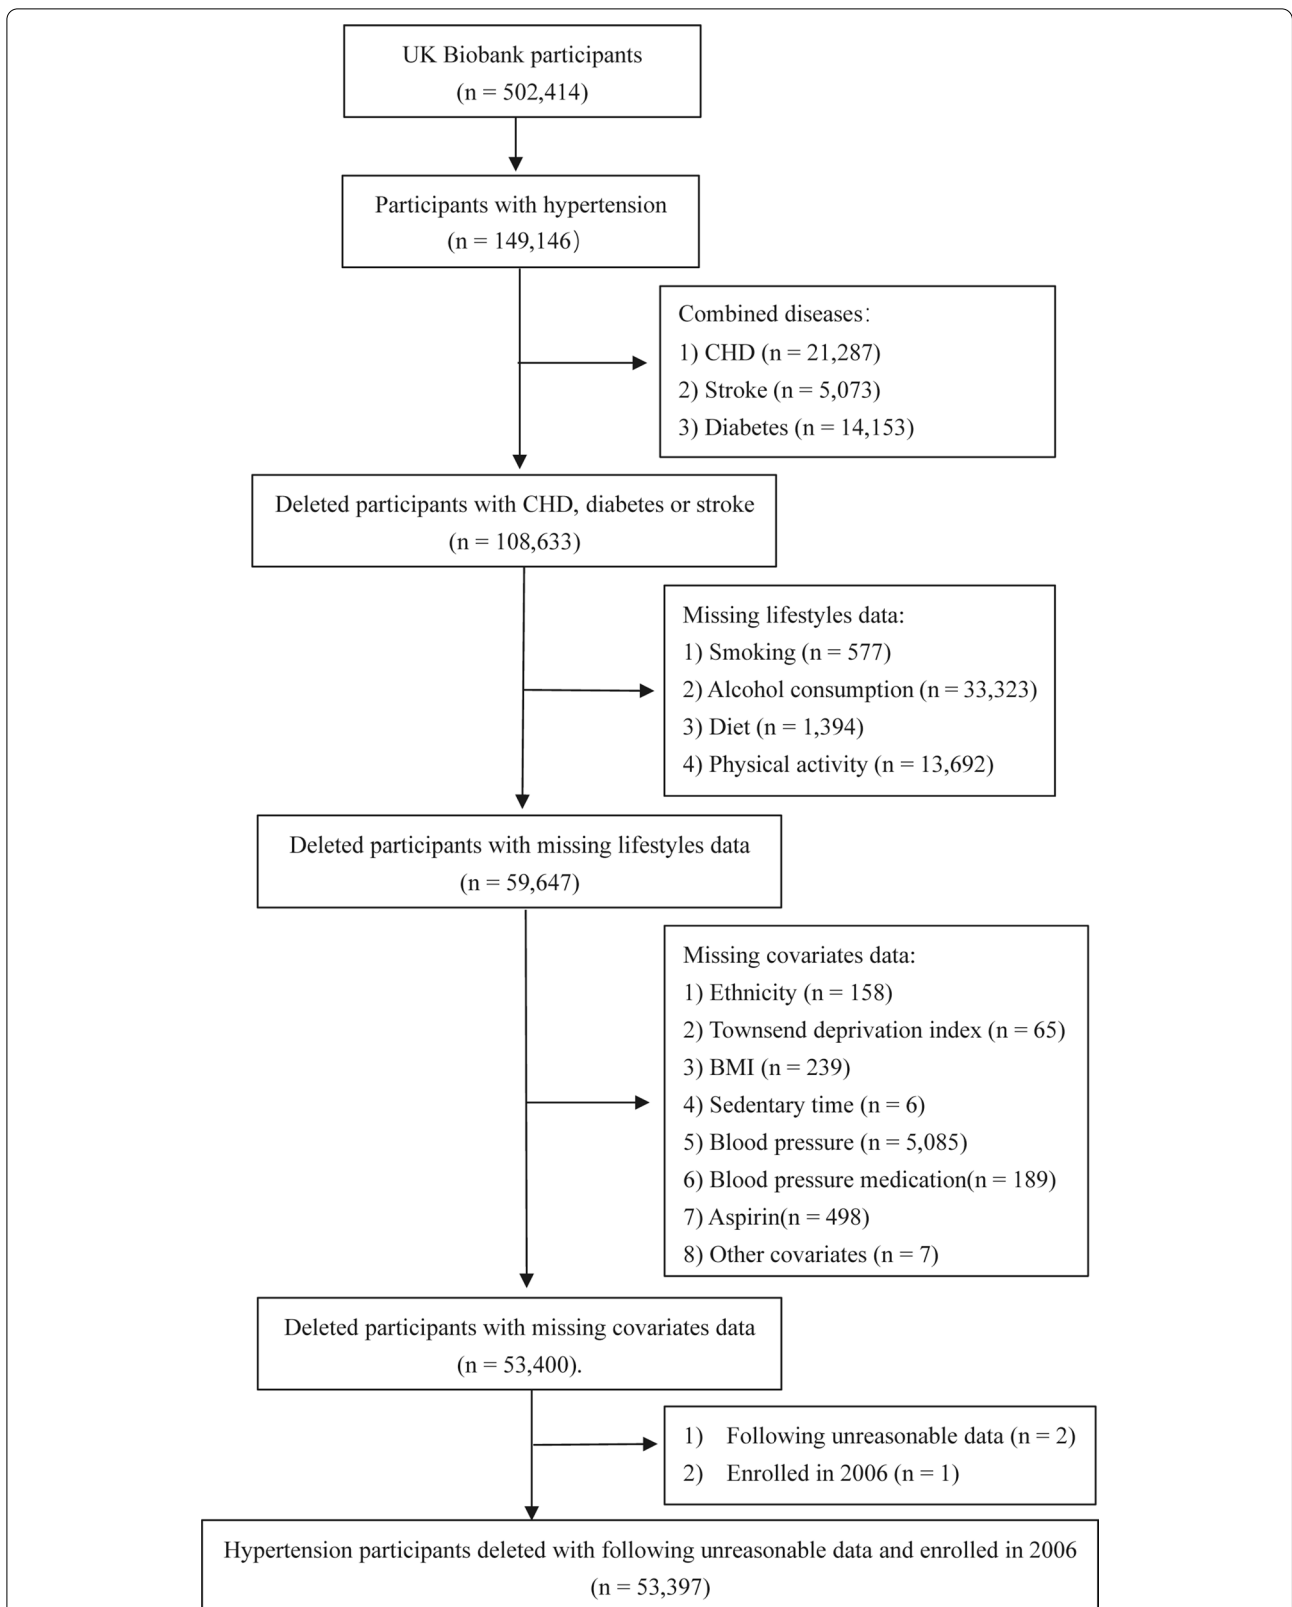 UK Biobank participants
(n = 502,414)
Participants with hypertension
(n = 149,146）
Combined diseases：
1) CHD (n = 21,287)
2) Stroke (n = 5,073)
3) Diabetes (n = 14,153)
Deleted participants with CHD, diabetes or stroke
(n = 108,633)
Missing lifestyles data:
1) Smoking (n = 577)
2) Alcohol consumption (n = 33,323)
3) Diet (n = 1,394)
4) Physical activity (n = 13,692)
Deleted participants with missing lifestyles data
(n = 59,647)
Missing covariates data:
1) Ethnicity (n = 158)
2) Townsend deprivation index (n = 65)
3) BMI (n = 239)
4) Sedentary time (n = 6)
5) Blood pressure (n = 5,085)
6) Blood pressure medication(n = 189)
7) Aspirin(n = 498)
8) Other covariates (n = 7)
Deleted participants with missing covariates data
(n = 53,400).
1) Following unreasonable data (n = 2)
2) Enrolled in 2006 (n = 1)
Hypertension participants deleted with following unreasonable data and enrolled in 2006
(n = 53,397)